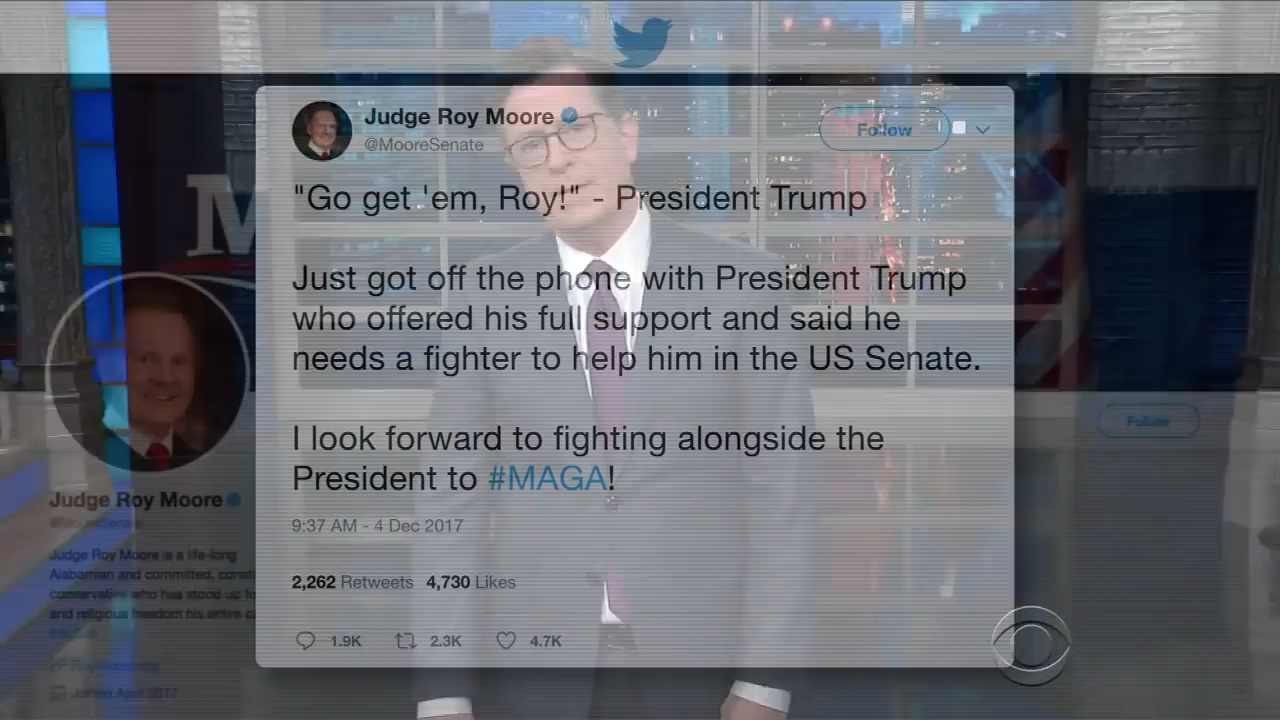 Judge Roy Moore
@MooreSenate
Follow
"Go get 'em, Roy!" - President Trump
Just got off the phone with President Trump
who offered his full support and said he
needs a fighter to help him in the US Senate.
I look forward to fighting alongside the
President to #MAGA!
9:37 AM - 4 Dec 2017
2,262 Retweets 4,730 Likes
1.9K 2.3K 4.7K
M
Follow
Judge Roy Moore
@MooreSenate
Judge Roy Moore is a life-long
Alabamian and committed,
conservative who has stood up
and religious freedom his entire
Joined April 2017